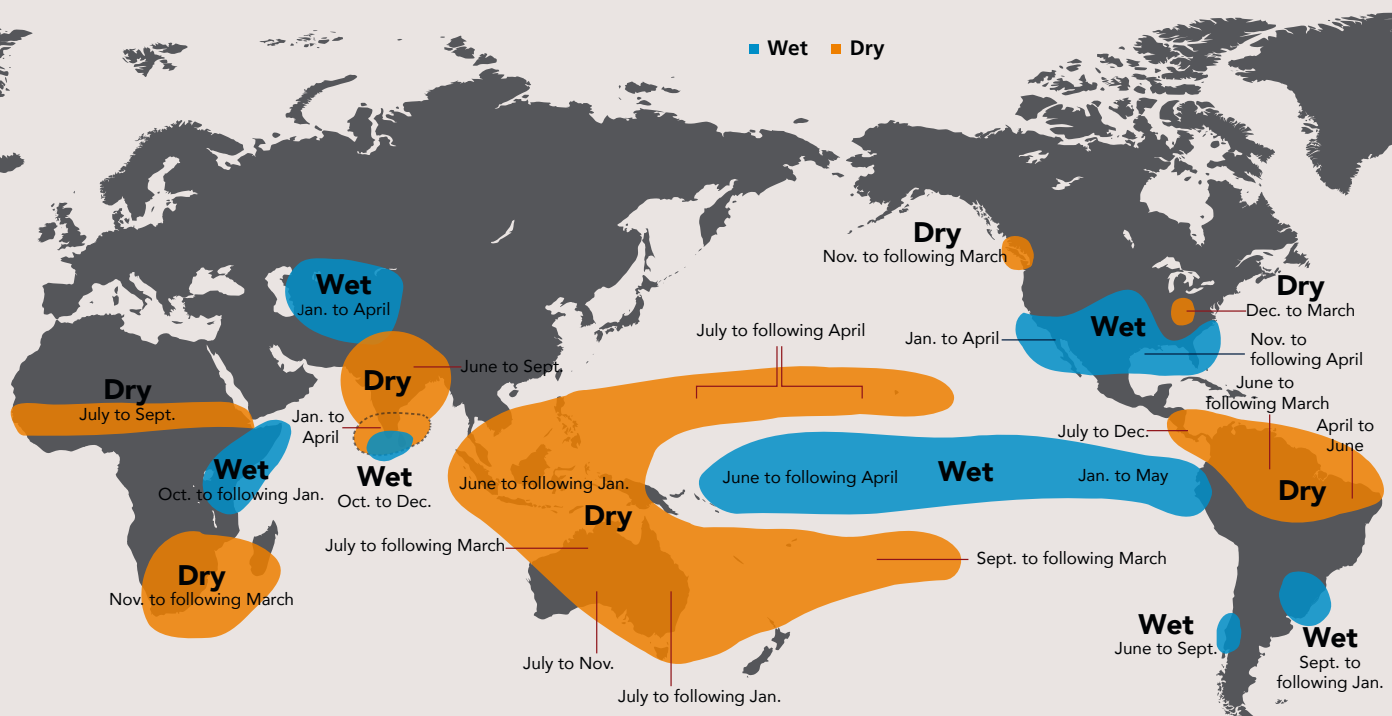 Wet Dry
Dry
Nov. to following March
Wet
Jan. to April
Dry
Dec. to March
Wet
Jan. to April
Nov. to
following April
July to following April
June to Sept.
Dry
Dry
July to Sept.
June to
following March
Jan. to
April
April to
June
July to Dec.
Wet
Oct. to following Jan.
Wet
Oct. to Dec.
June to following Jan.
June to following April
Wet
Jan. to May
Dry
Dry
July to following March
Sept. to following March
Dry
Nov. to following March
Wet
June to Sept.
Wet
Sept. to
following Jan.
July to Nov.
July to following Jan.